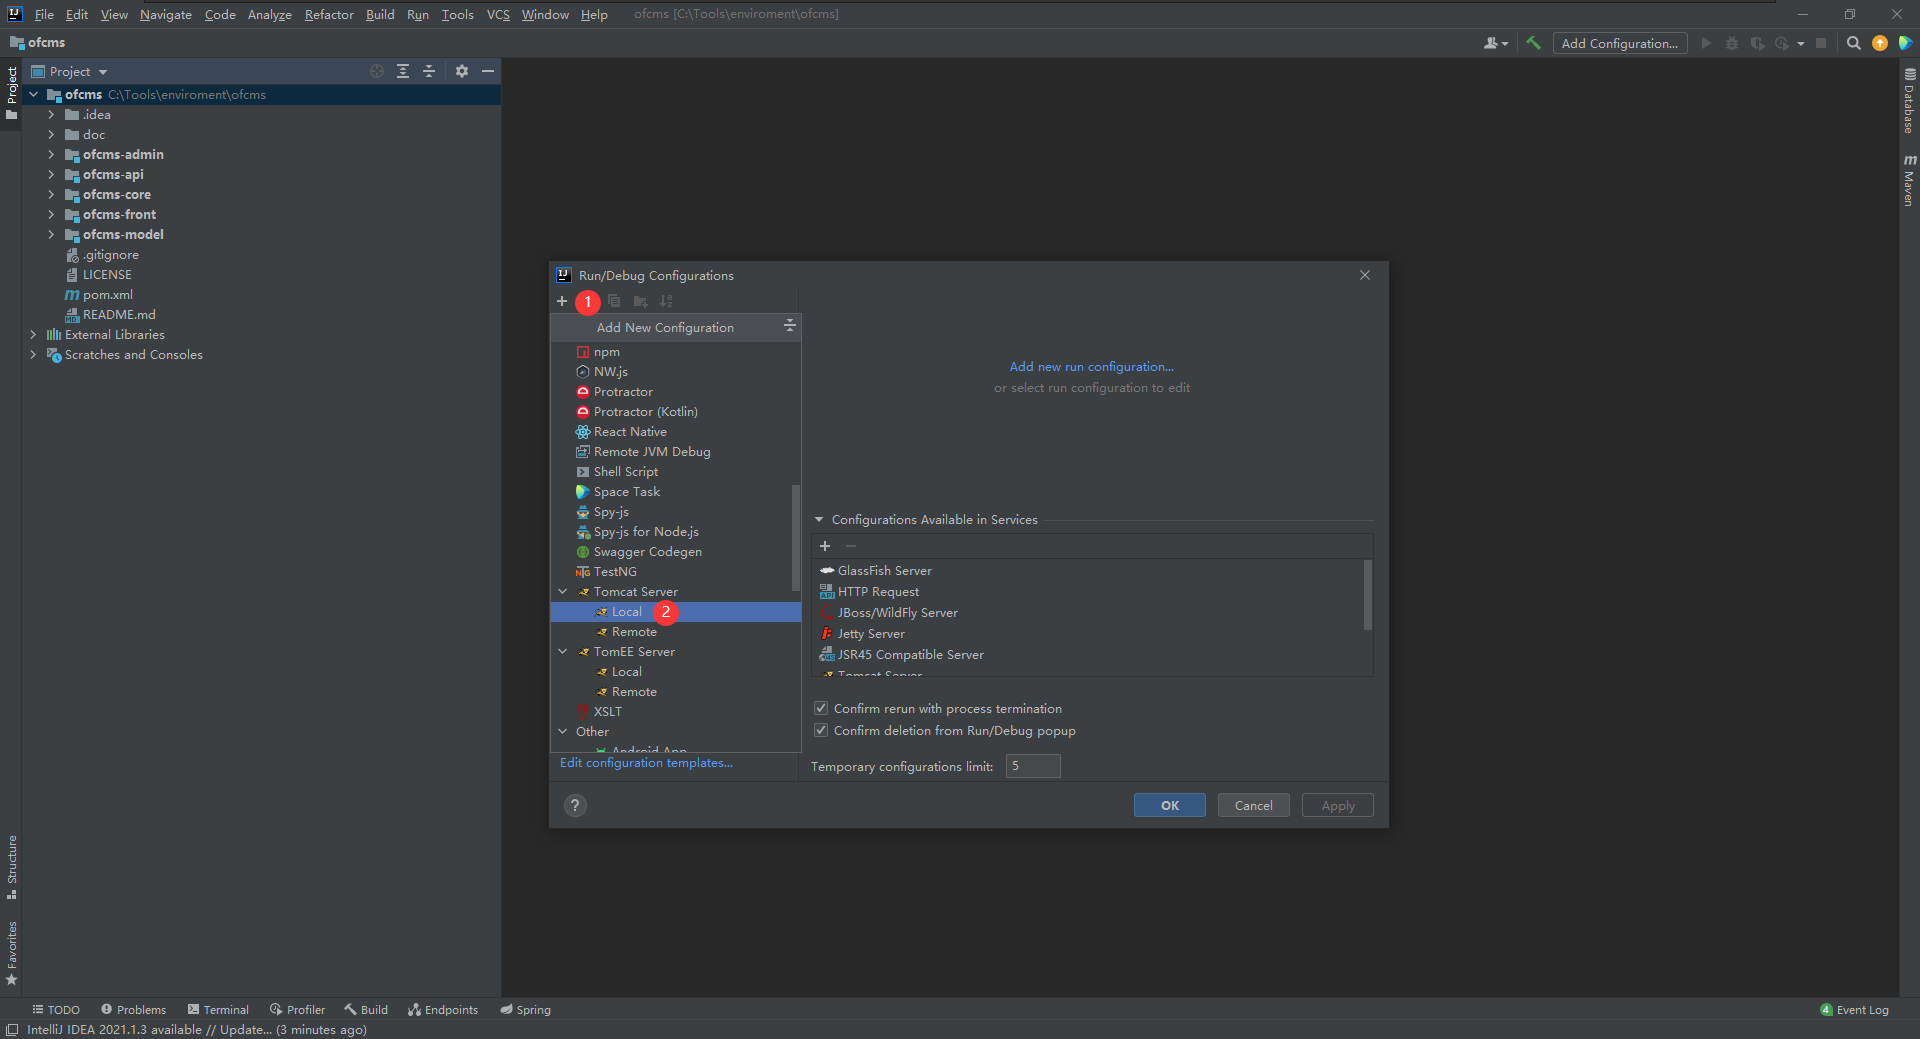 File Edit View Navigate Code Analyze Refactor Build Run Tools VCS Window Help ofcms [C:\Tools\enviroment\ofcms]
ofcms
Add Configuration...
Project
Project
ofcms C:\Tools\enviroment\ofcms
.idea
doc
ofcms-admin
ofcms-api
ofcms-core
ofcms-front
ofcms-model
.gitignore
LICENSE
pom.xml
README.md
External Libraries
Scratches and Consoles
Structure
Favorites
Database
Maven
Run/Debug Configurations
1
Add New Configuration
npm
NW.js
Protractor
Protractor (Kotlin)
React Native
Remote JVM Debug
Shell Script
Space Task
Spy-js
Spy-js for Node.js
Swagger Codegen
TestNG
Tomcat Server
Local 2
Remote
TomEE Server
Local
Remote
XSLT
Other
Android App
Edit configuration templates...
Add new run configuration...
or select run configuration to edit
Configurations Available in Services
GlassFish Server
HTTP Request
JBoss/WildFly Server
Jetty Server
JSR45 Compatible Server
Tomcat Server
Confirm rerun with process termination
Confirm deletion from Run/Debug popup
Temporary configurations limit: 5
? OK Cancel Apply
TODO Problems Terminal Profiler Build Endpoints Spring
4 Event Log
IntelliJ IDEA 2021.1.3 available // Update... (3 minutes ago)